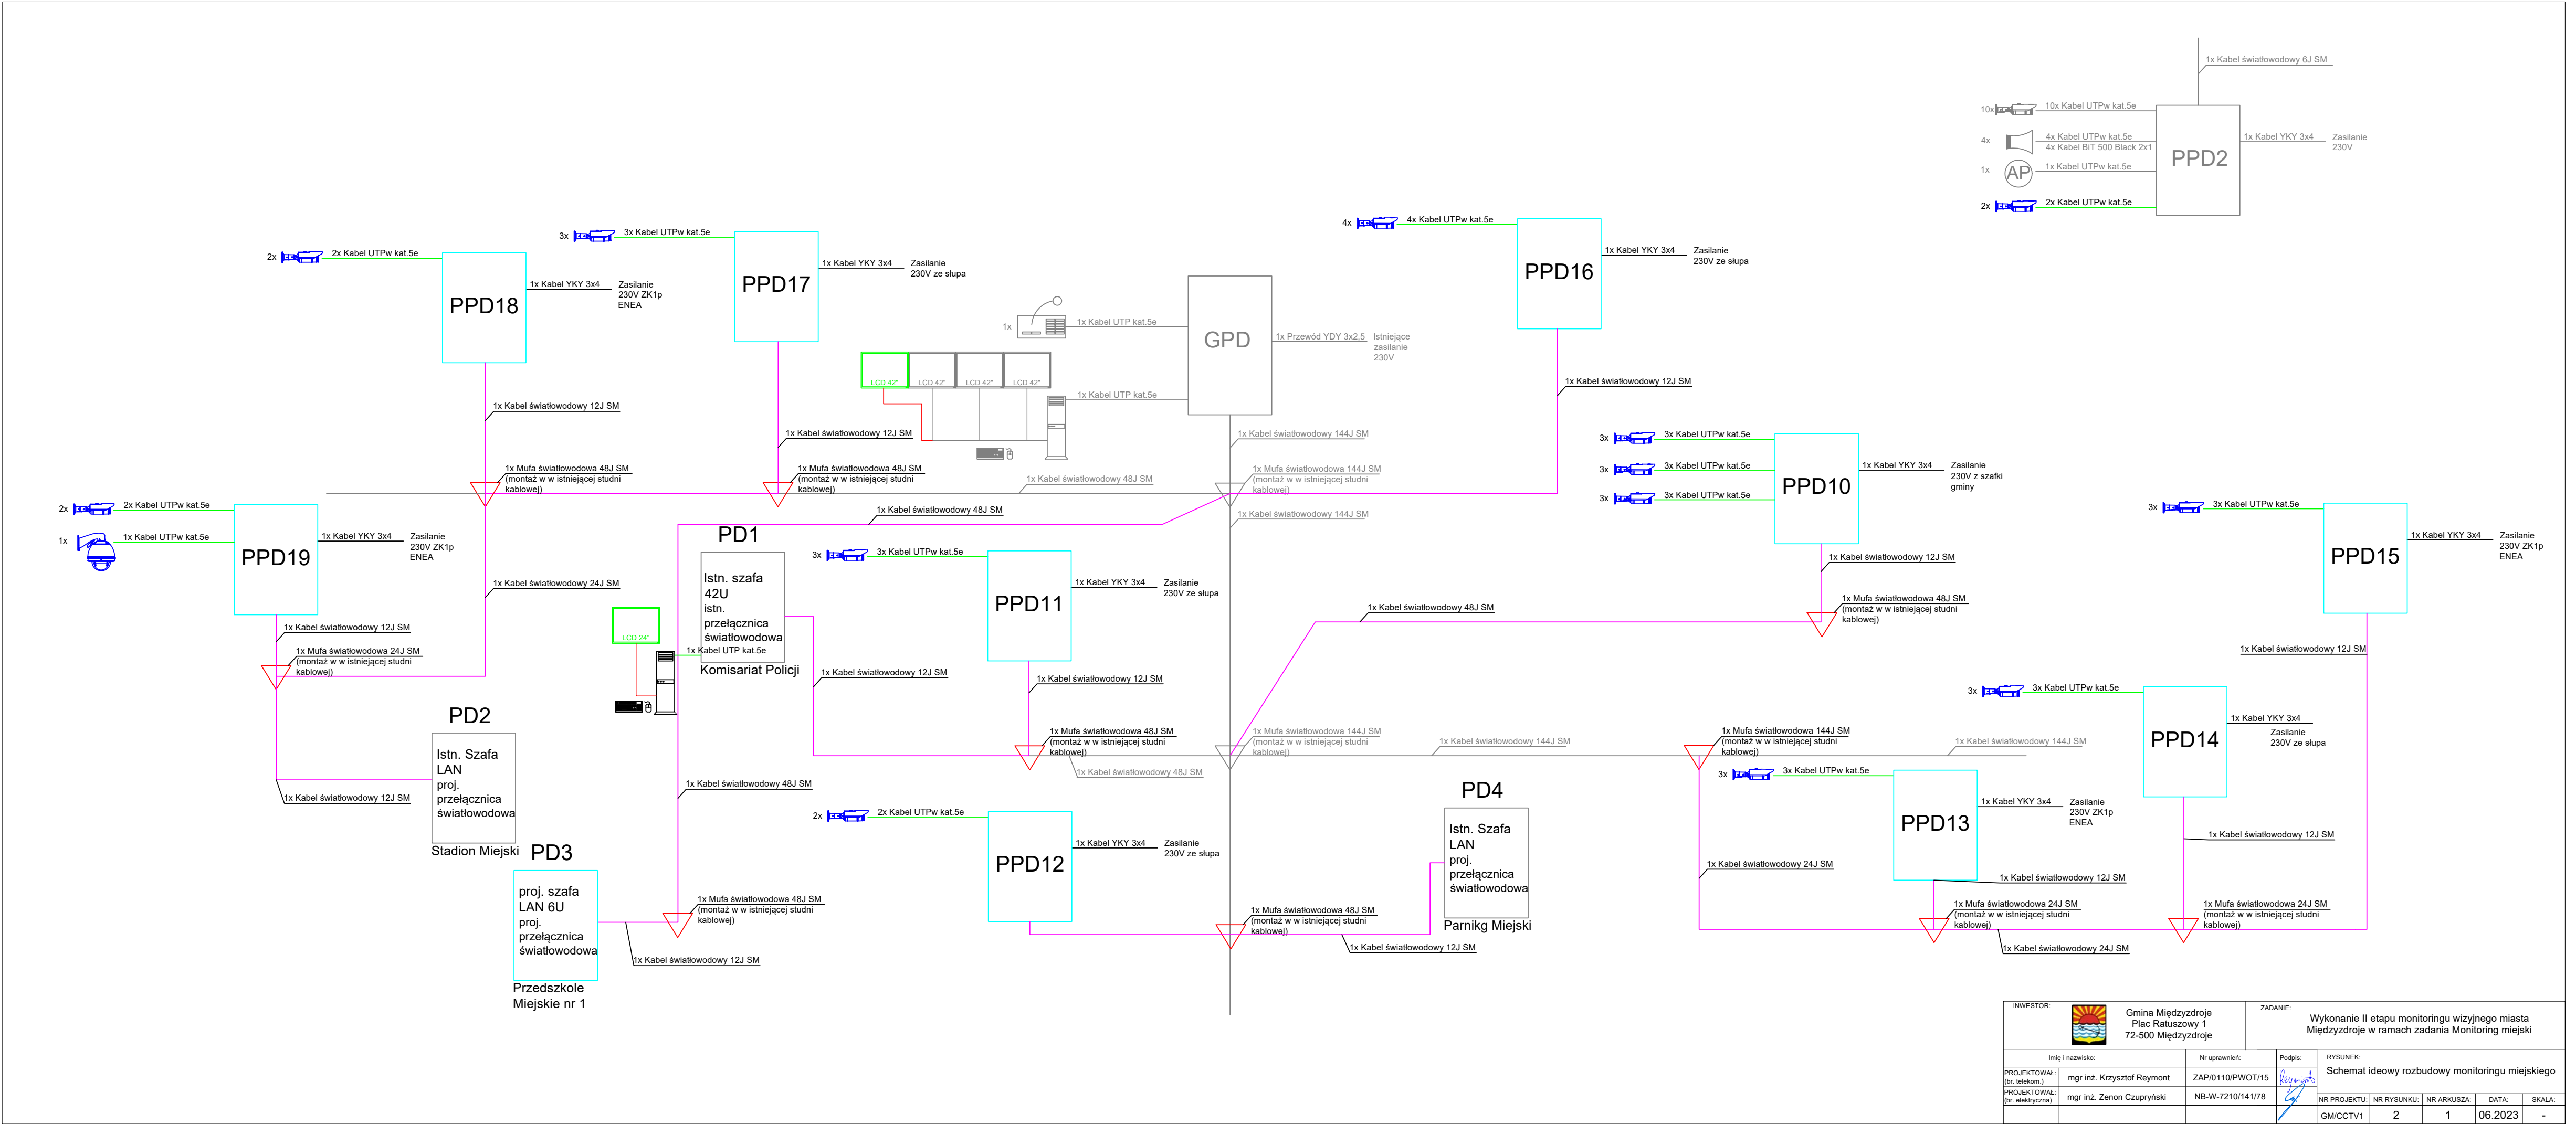 1x Kabel światłowodowy 6J SM
10x
10x Kabel UTPw kat.5e
4x
4x Kabel UTPw kat.5e
4x Kabel BiT 500 Black 2x1
1x
AP
1x Kabel UTPw kat.5e
2x
2x Kabel UTPw kat.5e
PPD2
1x Kabel YKY 3x4
Zasilanie
230V
2x
2x Kabel UTPw kat.5e
PPD18
1x Kabel YKY 3x4
Zasilanie
230V ZK1p
ENEA
1x Kabel światłowodowy 12J SM
1x Mufa światłowodowa 48J SM
(montaż w w istniejącej studni
kablowej)
1x Kabel światłowodowy 24J SM
3x
3x Kabel UTPw kat.5e
PPD17
1x Kabel YKY 3x4
Zasilanie
230V ze słupa
1x Kabel światłowodowy 12J SM
1x Mufa światłowodowa 48J SM
(montaż w w istniejącej studni
kablowej)
1x
1x Kabel UTP kat.5e
GPD
1x Przewód YDY 3x2,5
Istniejące
zasilanie
230V
LCD 42"
LCD 42"
LCD 42"
LCD 42"
1x Kabel UTP kat.5e
1x Kabel światłowodowy 144J SM
1x Kabel światłowodowy 48J SM
1x Mufa światłowodowa 144J SM
(montaż w w istniejącej studni
kablowej)
1x Kabel światłowodowy 144J SM
1x Kabel światłowodowy 48J SM
4x
4x Kabel UTPw kat.5e
PPD16
1x Kabel YKY 3x4
Zasilanie
230V ze słupa
1x Kabel światłowodowy 12J SM
3x
3x Kabel UTPw kat.5e
3x
3x Kabel UTPw kat.5e
3x
3x Kabel UTPw kat.5e
PPD10
1x Kabel YKY 3x4
Zasilanie
230V z szafki
gminy
1x Kabel światłowodowy 12J SM
1x Mufa światłowodowa 48J SM
(montaż w w istniejącej studni
kablowej)
1x Kabel światłowodowy 48J SM
3x
3x Kabel UTPw kat.5e
PPD15
1x Kabel YKY 3x4
Zasilanie
230V ZK1p
ENEA
1x Kabel światłowodowy 12J SM
2x
2x Kabel UTPw kat.5e
1x
1x Kabel UTPw kat.5e
PPD19
1x Kabel YKY 3x4
Zasilanie
230V ZK1p
ENEA
1x Kabel światłowodowy 12J SM
1x Mufa światłowodowa 24J SM
(montaż w w istniejącej studni
kablowej)
1x Kabel światłowodowy 12J SM
PD2
Istn. Szafa
LAN
proj.
przełącznica
światłowodowa
Stadion Miejski
PD1
Istn. szafa
42U
istn.
przełącznica
światłowodowa
Komisariat Policji
LCD 24"
1x Kabel UTP kat.5e
1x Kabel światłowodowy 12J SM
1x Kabel światłowodowy 48J SM
3x
3x Kabel UTPw kat.5e
PPD11
1x Kabel YKY 3x4
Zasilanie
230V ze słupa
1x Kabel światłowodowy 12J SM
1x Mufa światłowodowa 48J SM
(montaż w w istniejącej studni
kablowej)
1x Kabel światłowodowy 48J SM
1x Mufa światłowodowa 144J SM
(montaż w w istniejącej studni
kablowej)
1x Kabel światłowodowy 144J SM
1x Mufa światłowodowa 144J SM
(montaż w w istniejącej studni
kablowej)
1x Kabel światłowodowy 144J SM
3x
3x Kabel UTPw kat.5e
PPD14
1x Kabel YKY 3x4
Zasilanie
230V ze słupa
1x Kabel światłowodowy 12J SM
3x
3x Kabel UTPw kat.5e
PPD13
1x Kabel YKY 3x4
Zasilanie
230V ZK1p
ENEA
1x Kabel światłowodowy 24J SM
1x Kabel światłowodowy 12J SM
1x Mufa światłowodowa 24J SM
(montaż w w istniejącej studni
kablowej)
1x Mufa światłowodowa 24J SM
(montaż w w istniejącej studni
kablowej)
1x Kabel światłowodowy 24J SM
PD3
proj. szafa
LAN 6U
proj.
przełącznica
światłowodowa
Przedszkole
Miejskie nr 1
1x Mufa światłowodowa 48J SM
(montaż w w istniejącej studni
kablowej)
1x Kabel światłowodowy 12J SM
2x
2x Kabel UTPw kat.5e
PPD12
1x Kabel YKY 3x4
Zasilanie
230V ze słupa
1x Mufa światłowodowa 48J SM
(montaż w w istniejącej studni
kablowej)
1x Kabel światłowodowy 12J SM
PD4
Istn. Szafa
LAN
proj.
przełącznica
światłowodowa
Parnikg Miejski
INWESTOR:
Gmina Międzyzdroje
Plac Ratuszowy 1
72-500 Międzyzdroje
ZADANIE:
Wykonanie II etapu monitoringu wizyjnego miasta
Międzyzdroje w ramach zadania Monitoring miejski
Imię i nazwisko:
Nr uprawnień:
Podpis:
RYSUNEK:
Schemat ideowy rozbudowy monitoringu miejskiego
PROJEKTOWAŁ:
(br. telekom.)
mgr inż. Krzysztof Reymont
ZAP/0110/PWOT/15
Reymont
PROJEKTOWAŁ:
(br. elektryczna)
mgr inż. Zenon Czupryński
NB-W-7210/141/78
NR PROJEKTU:
NR RYSUNKU:
NR ARKUSZA:
DATA:
SKALA:
GM/CCTV1
2
1
06.2023
-